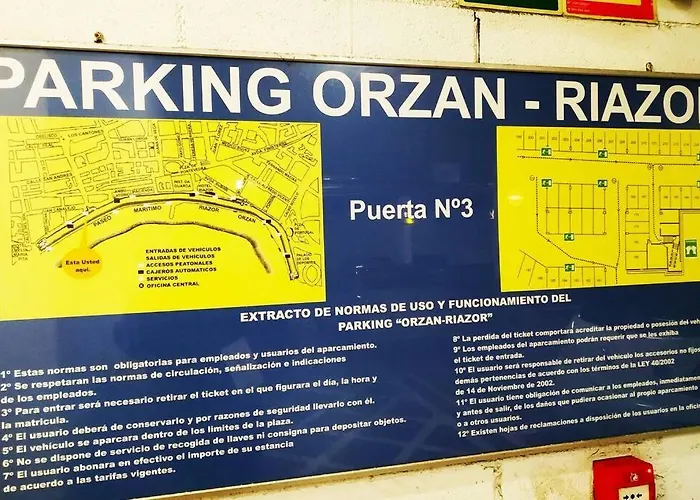 PARKING ORZAN - RIAZOR
Puerta Nº3
LOS CANTONES
PASEO MARITIMO RIAZOR ORZAN
Esta Usted
aqui.
ENTRADAS DE VEHICULOS
SALIDAS DE VEHICULOS
ACCESOS PEATONALES
CAJEROS AUTOMATICOS
SERVICIOS
OFICINA CENTRAL
PALACIO
DE LOS
DEPORTES
EXTRACTO DE NORMAS DE USO Y FUNCIONAMIENTO DEL
PARKING “ORZAN-RIAZOR”
1º Estas normas son obligatorias para empleados y usuarios del aparcamiento.
2º Se respetaran las normas de circulación, señalización e indicaciones
de los empleados.
3º Para entrar será necesario retirar el ticket en el que figurara el día, la hora y
la matricula.
4º El usuario deberá de conservarlo y por razones de seguridad llevarlo con él.
5º El vehículo se aparcara dentro de los limites de la plaza.
6º No se dispone de servicio de recogida de llaves ni consigna para depositar objetos.
7º El usuario abonara en efectivo el importe de su estancia
de acuerdo a las tarifas vigentes.
8º La perdida del ticket comportara acreditar la propiedad o posesión del
9º Los empleados del aparcamiento podrán requerir que se les exhiba
el ticket de entrada.
10º El usuario será responsable de retirar del vehículo los accesorios no fijos
demás pertenencias de acuerdo con los términos de la LEY 40/2002
de 14 de Noviembre de 2002.
11º El usuario tiene obligación de comunicar a los empleados,
y antes de salir, de los daños que pudiera ocasionar al propio aparcamiento
o a otros usuarios.
12º Existen hojas de reclamaciones a disposición de los usuarios en la